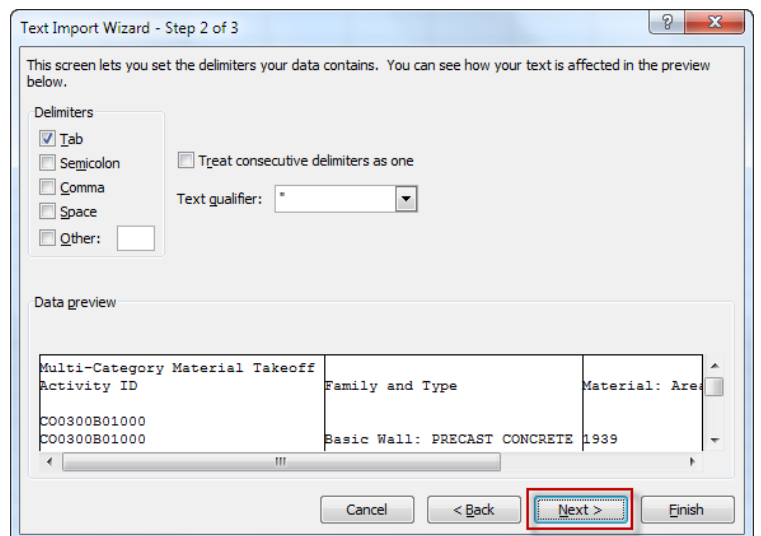 Text Import Wizard - Step 2 of 3
This screen lets you set the delimiters your data contains.  You can see how your text is affected in the preview
below.
Delimiters
Tab
Semicolon
Comma
Space
Other:
Treat consecutive delimiters as one
Text qualifier: "
Data preview
Multi-Category Material Takeoff
Activity ID Family and Type Material: Area
CO0300B01000
CO0300B01000 Basic Wall: PRECAST CONCRETE 1939
Cancel < Back Next > Finish